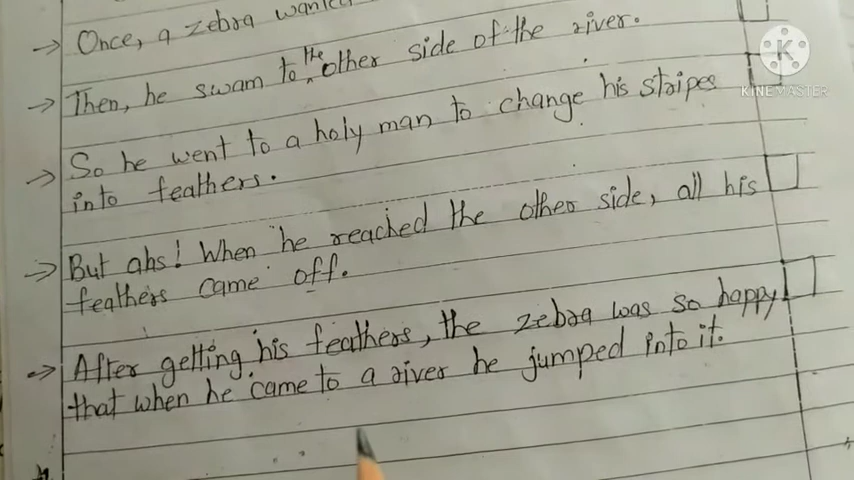 → Once, a zebra wanted
→ Then, he swam to the other side of the river.
KINEMASTER
→ So he went to a holy man to change his stripes
into feathers.
→ But ahs! When he reached the other side, all his
feathers came off.
→ After getting his feathers, the zebra was so happy
that when he came to a river he jumped into it.